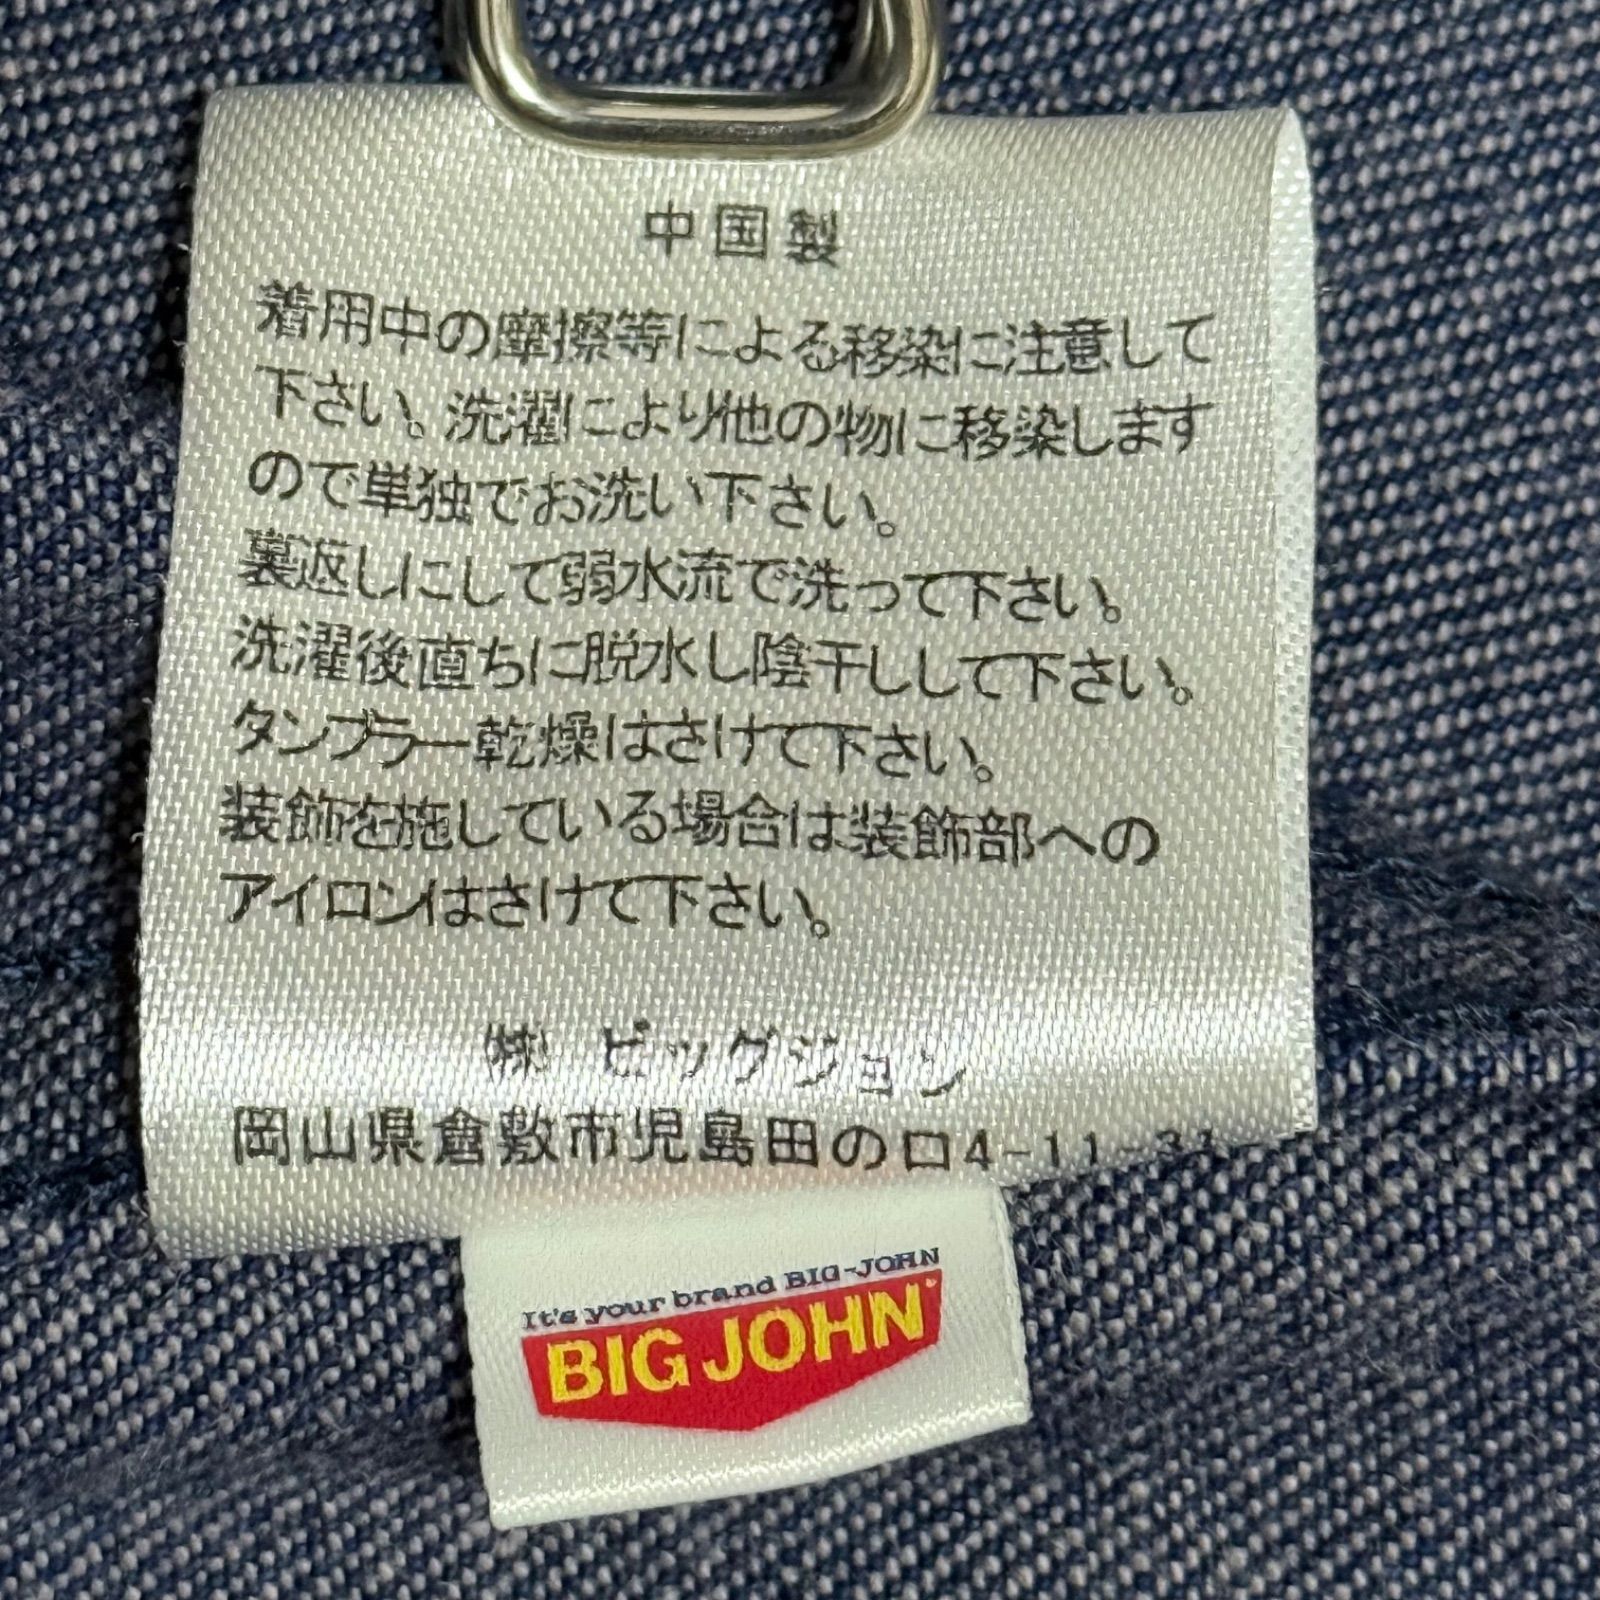 中国製
着用中の摩擦等による移染に注意して
下さい。洗濯により他の物に移染します
ので単独でお洗い下さい。
裏返しにして弱水流で洗って下さい。
洗濯後直ちに脱水し陰干しして下さい。
タンブラー乾燥はさけて下さい。
装飾を施している場合は装飾部への
アイロンはさけて下さい。
㈱ ビッグジョン
岡山県倉敷市児島田の口4-11-31
It's your brand BIG-JOHN
BIG JOHN